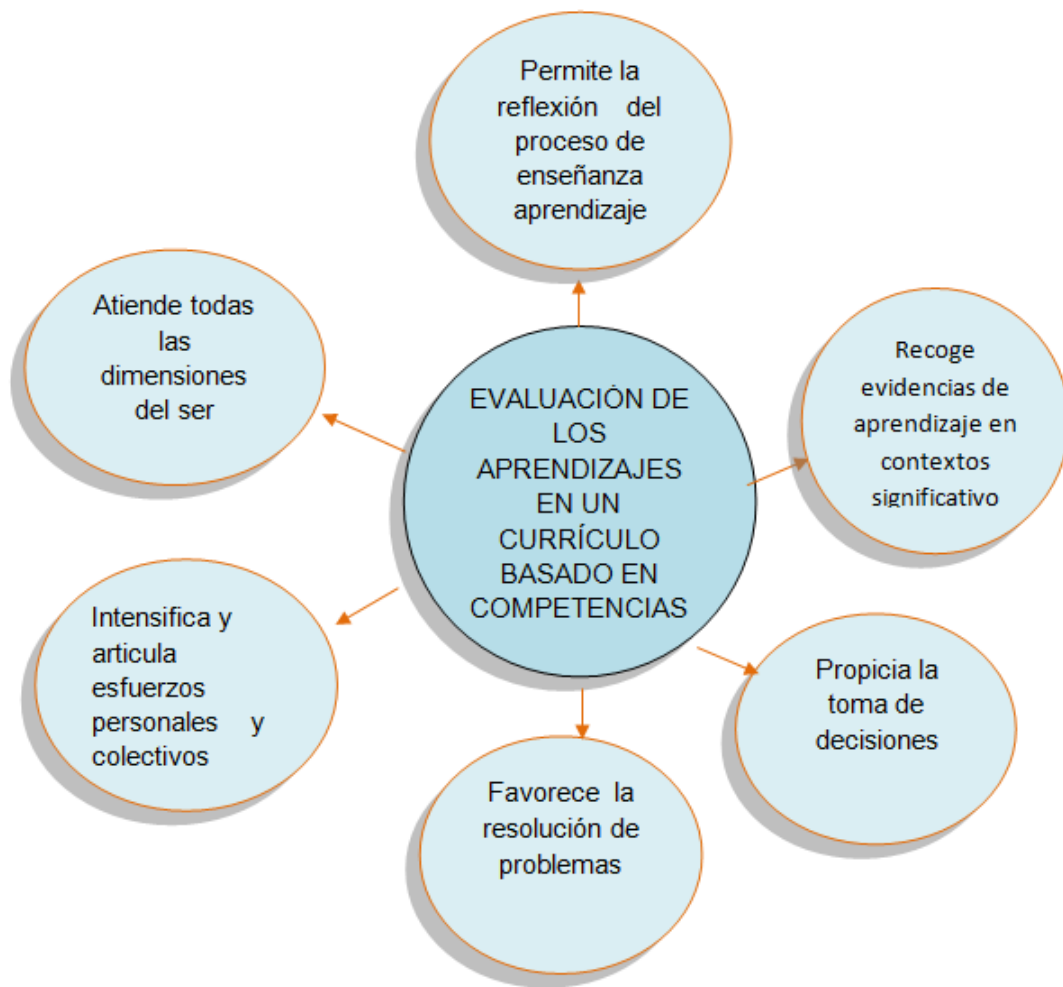 Permite la
reflexión del
proceso de
enseñanza
aprendizaje
Atiende todas
las
dimensiones
del ser
EVALUACIÓN DE
LOS
APRENDIZAJES
EN UN
CURRÍCULO
BASADO EN
COMPETENCIAS
Recoge
evidencias de
aprendizaje en
contextos
significativo
Intensifica y
articula
esfuerzos
personales y
colectivos
Propicia la
toma de
decisiones
Favorece la
resolución de
problemas